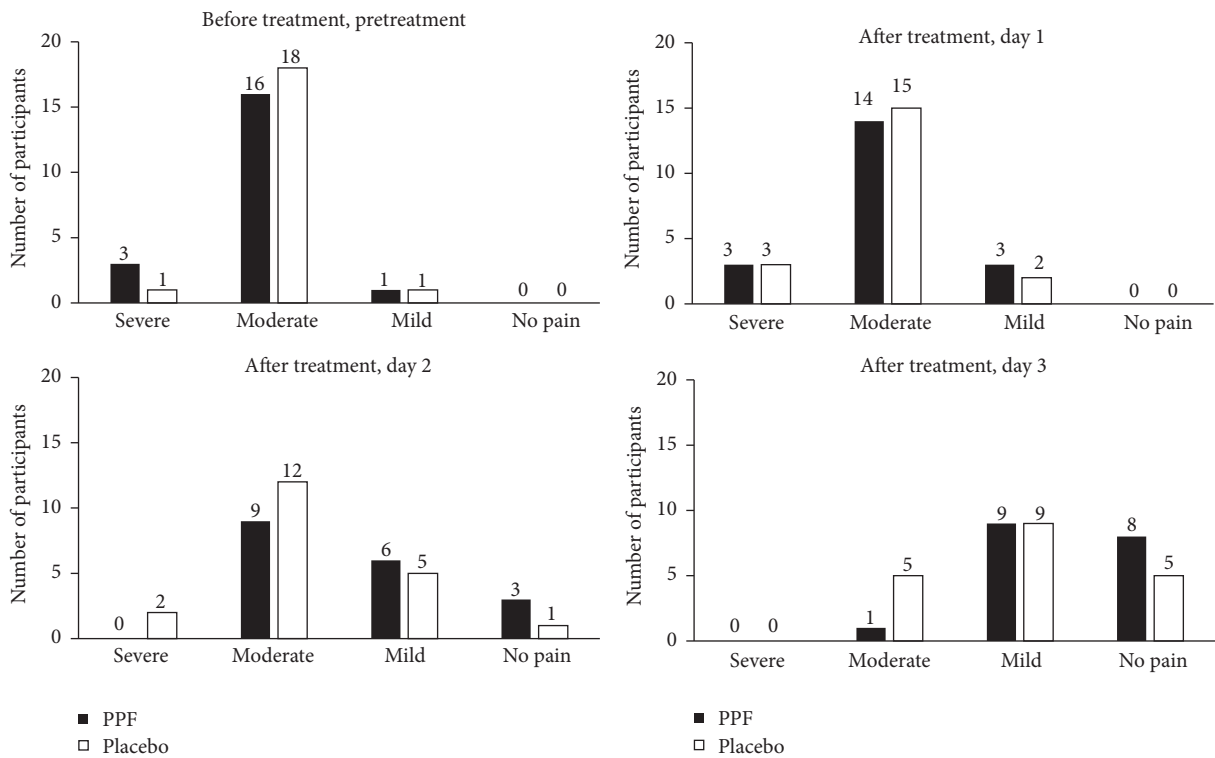 Before treatment, pretreatment
Number of participants
20
15
10
5
0
3
1
16
18
1
1
0
0
Severe
Moderate
Mild
No pain
After treatment, day 1
Number of participants
20
15
10
5
0
3
3
14
15
3
2
0
0
Severe
Moderate
Mild
No pain
After treatment, day 2
Number of participants
20
15
10
5
0
0
2
9
12
6
5
3
1
Severe
Moderate
Mild
No pain
PPF
Placebo
After treatment, day 3
Number of participants
20
15
10
5
0
0
0
1
5
9
9
8
5
Severe
Moderate
Mild
No pain
PPF
Placebo